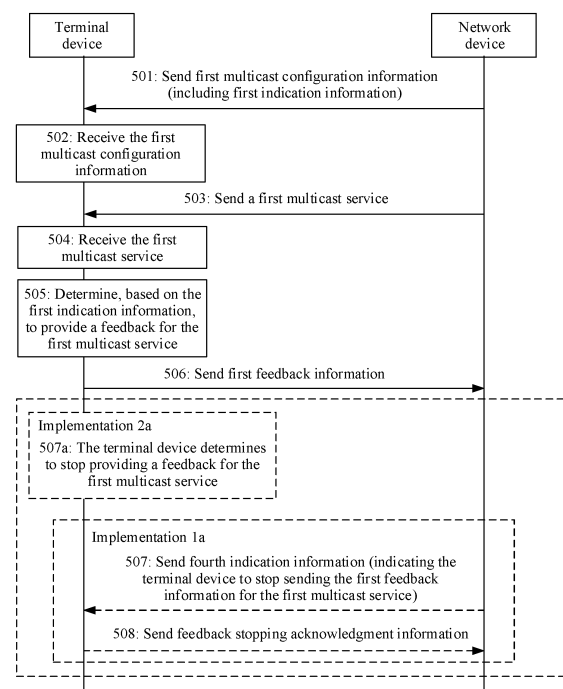 Terminal
device
Network
device
501: Send first multicast configuration information
(including first indication information)
502: Receive the first
multicast configuration
information
503: Send a first multicast service
504: Receive the first
multicast service
505: Determine, based on the
first indication information,
to provide a feedback for the
first multicast service
506: Send first feedback information
Implementation 2a
507a: The terminal device determines
to stop providing a feedback for the
first multicast service
Implementation 1a
507: Send fourth indication information (indicating the
terminal device to stop sending the first feedback
information for the first multicast service)
508: Send feedback stopping acknowledgment information